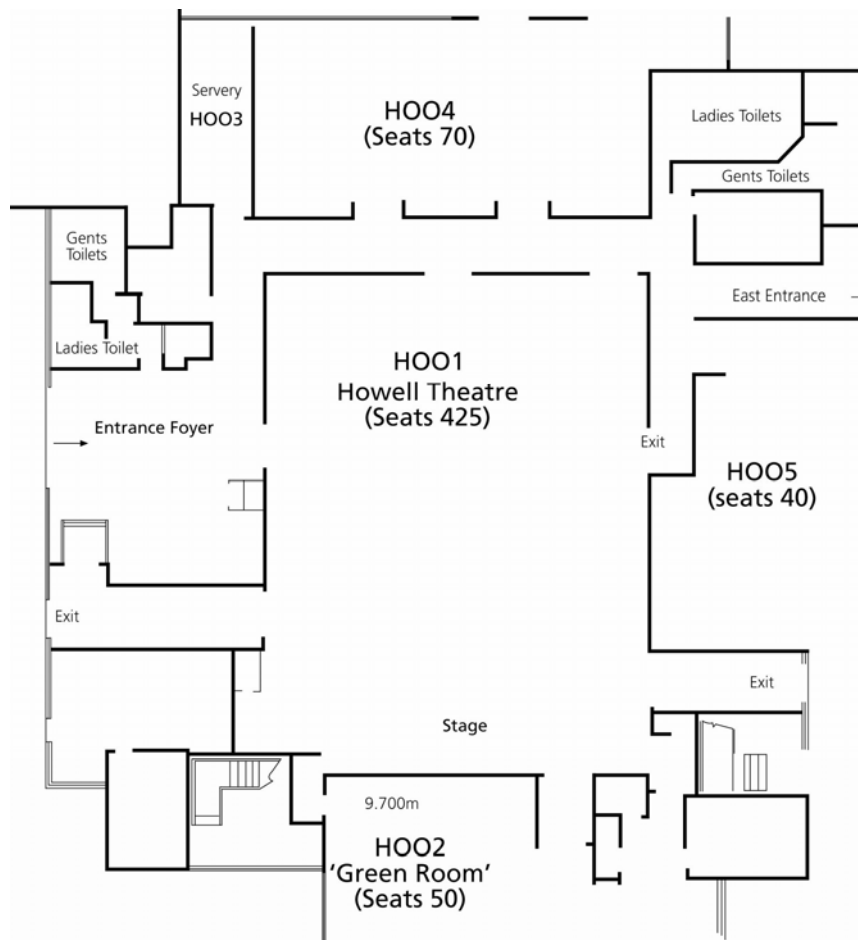 Servery
HOO3
HOO4
(Seats 70)
Ladies Toilets
Gents Toilets
Gents
Toilets
East Entrance
Ladies Toilet
HOO1
Howell Theatre
(Seats 425)
Entrance Foyer
Exit
HOO5
(seats 40)
Exit
Exit
Stage
9.700m
HOO2
'Green Room'
(Seats 50)